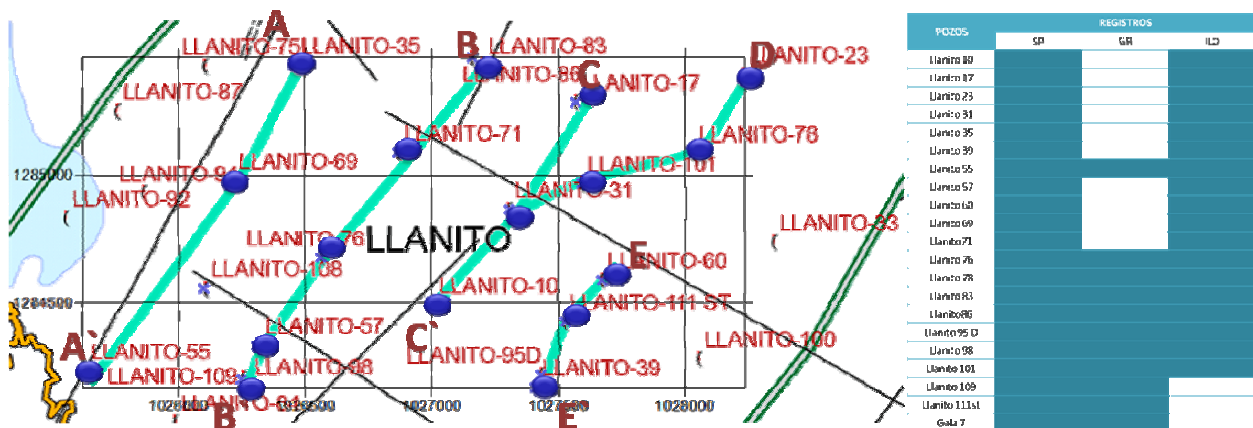 A
LLANITO-75
LLANITO-35
B
LLANITO-83
D
LLANITO-23
LLANITO-86
C
LLANITO-17
LLANITO-87
LLANITO-71
LLANITO-78
LLANITO-69
LLANITO-101
1285000
LLANITO-9
LLANITO-31
LLANITO-92
LLANITO-76
LLANITO
LLANITO-33
LLANITO-108
E
LLANITO-60
1284500
LLANITO-10
LLANITO-111 ST
LLANITO-57
C`
LLANITO-100
A`
LLANITO-55
LLANITO-95D
LLANITO-109
LLANITO-98
LLANITO-39
1027000
1028000
B
E
POZOS
REGISTROS
SP
GR
ILD
Llanito 17
Llanito 23
Llanito 31
Llanito 35
Llanito 39
Llanito 55
Llanito 57
Llanito 69
Llanito 71
Llanito 76
Llanito 78
Llanito 83
Llanito 86
Llanito 95 D
Llanito 98
Llanito 101
Llanito 109
Llanito 111st
Gala 7